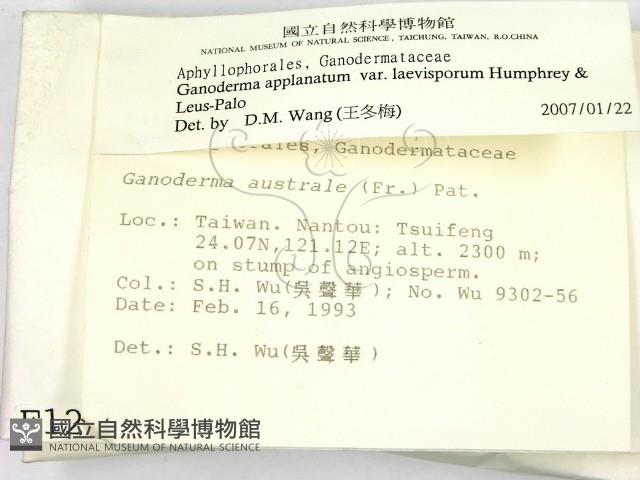 國立自然科學博物館
NATIONAL MUSEUM OF NATURAL SCIENCE, TAICHUNG, TAIWAN, R.O.CHINA
Aphyllophorales, Ganodermataceae
Ganoderma applanatum var. laevisporum Humphrey &
Leus-Palo
Det. by D.M. Wang (王冬梅) 2007/01/22
Ganodermataceae
Ganoderma australe (Fr.) Pat.
Loc.: Taiwan. Nantou: Tsuifeng
24.07N,121.12E; alt. 2300 m;
on stump of angiosperm.
Col.: S.H. Wu(吳聲華); No. Wu 9302-56
Date: Feb. 16, 1993
Det.: S.H. Wu(吳聲華)
國立自然科學博物館
NATIONAL MUSEUM OF NATURAL SCIENCE